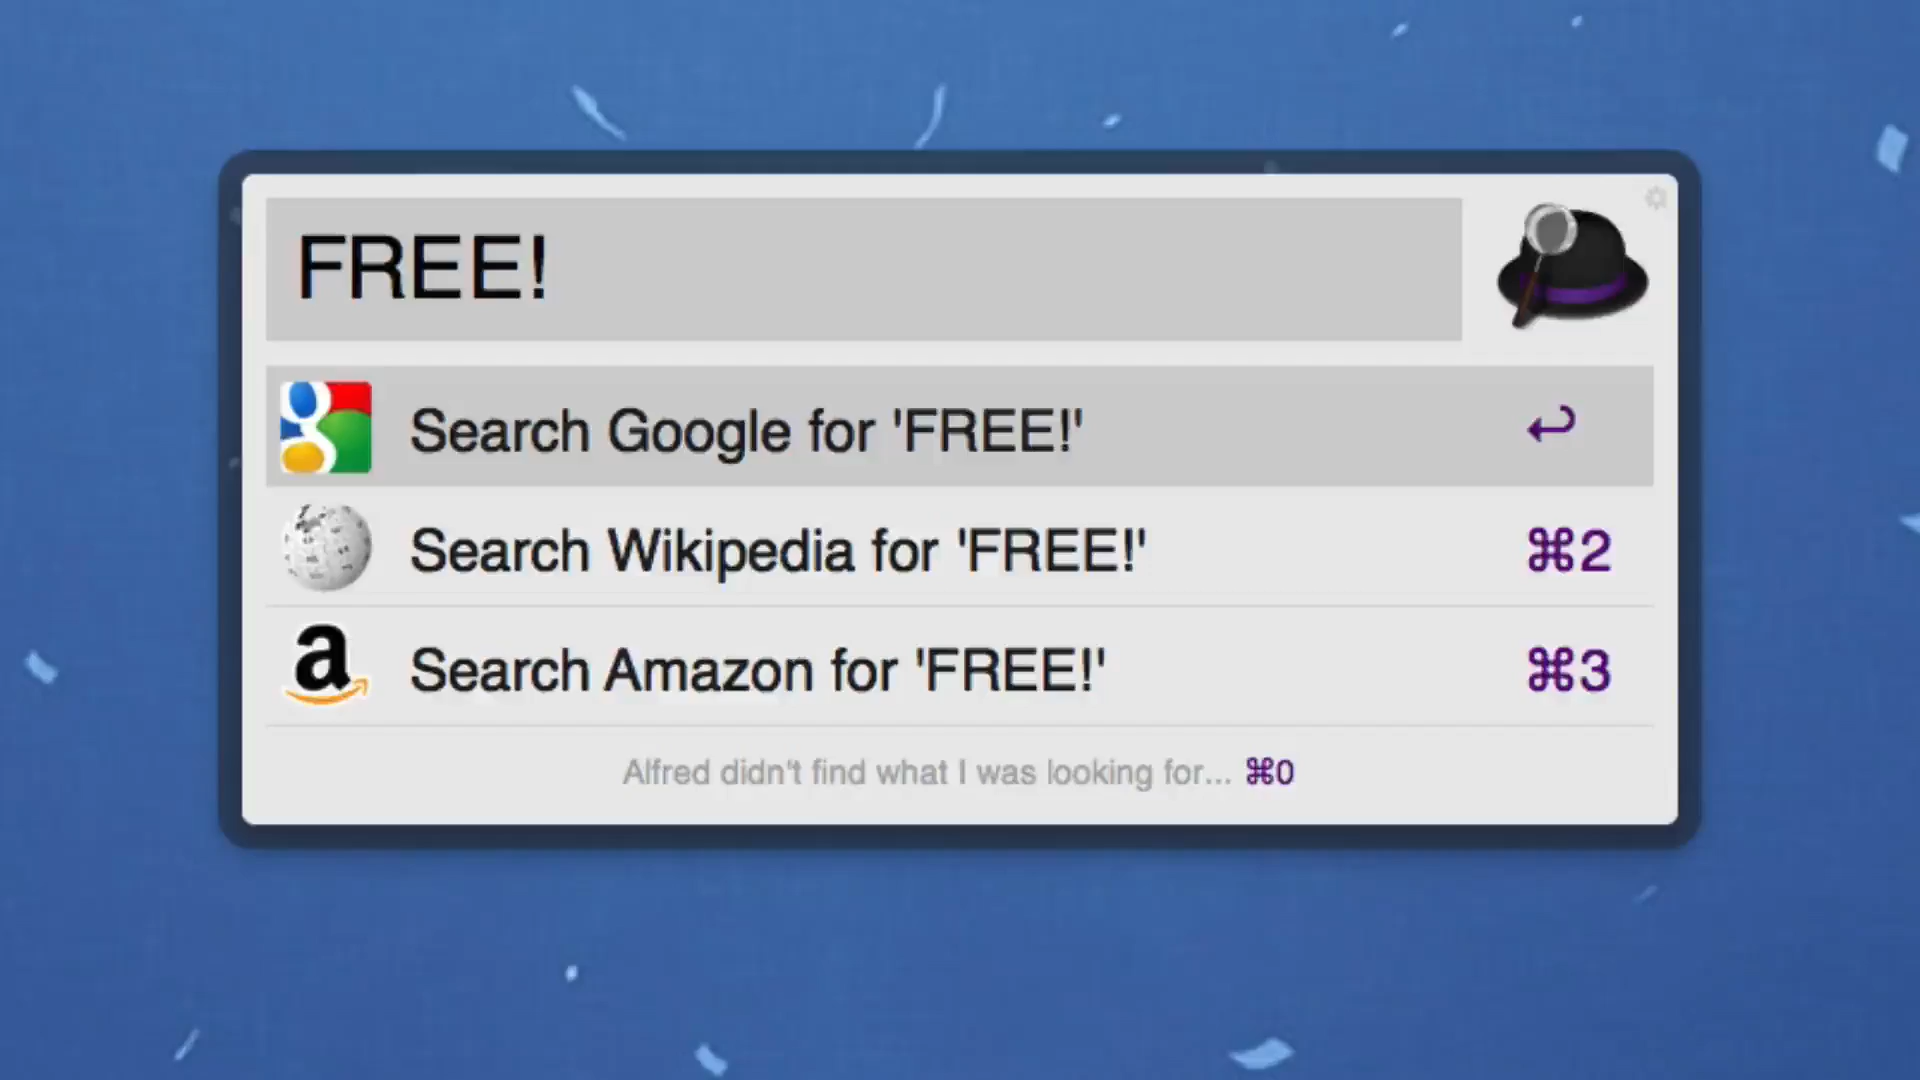 FREE!
Search Google for 'FREE!' ↩
Search Wikipedia for 'FREE!' ⌘2
Search Amazon for 'FREE!' ⌘3
Alfred didn't find what I was looking for... ⌘0